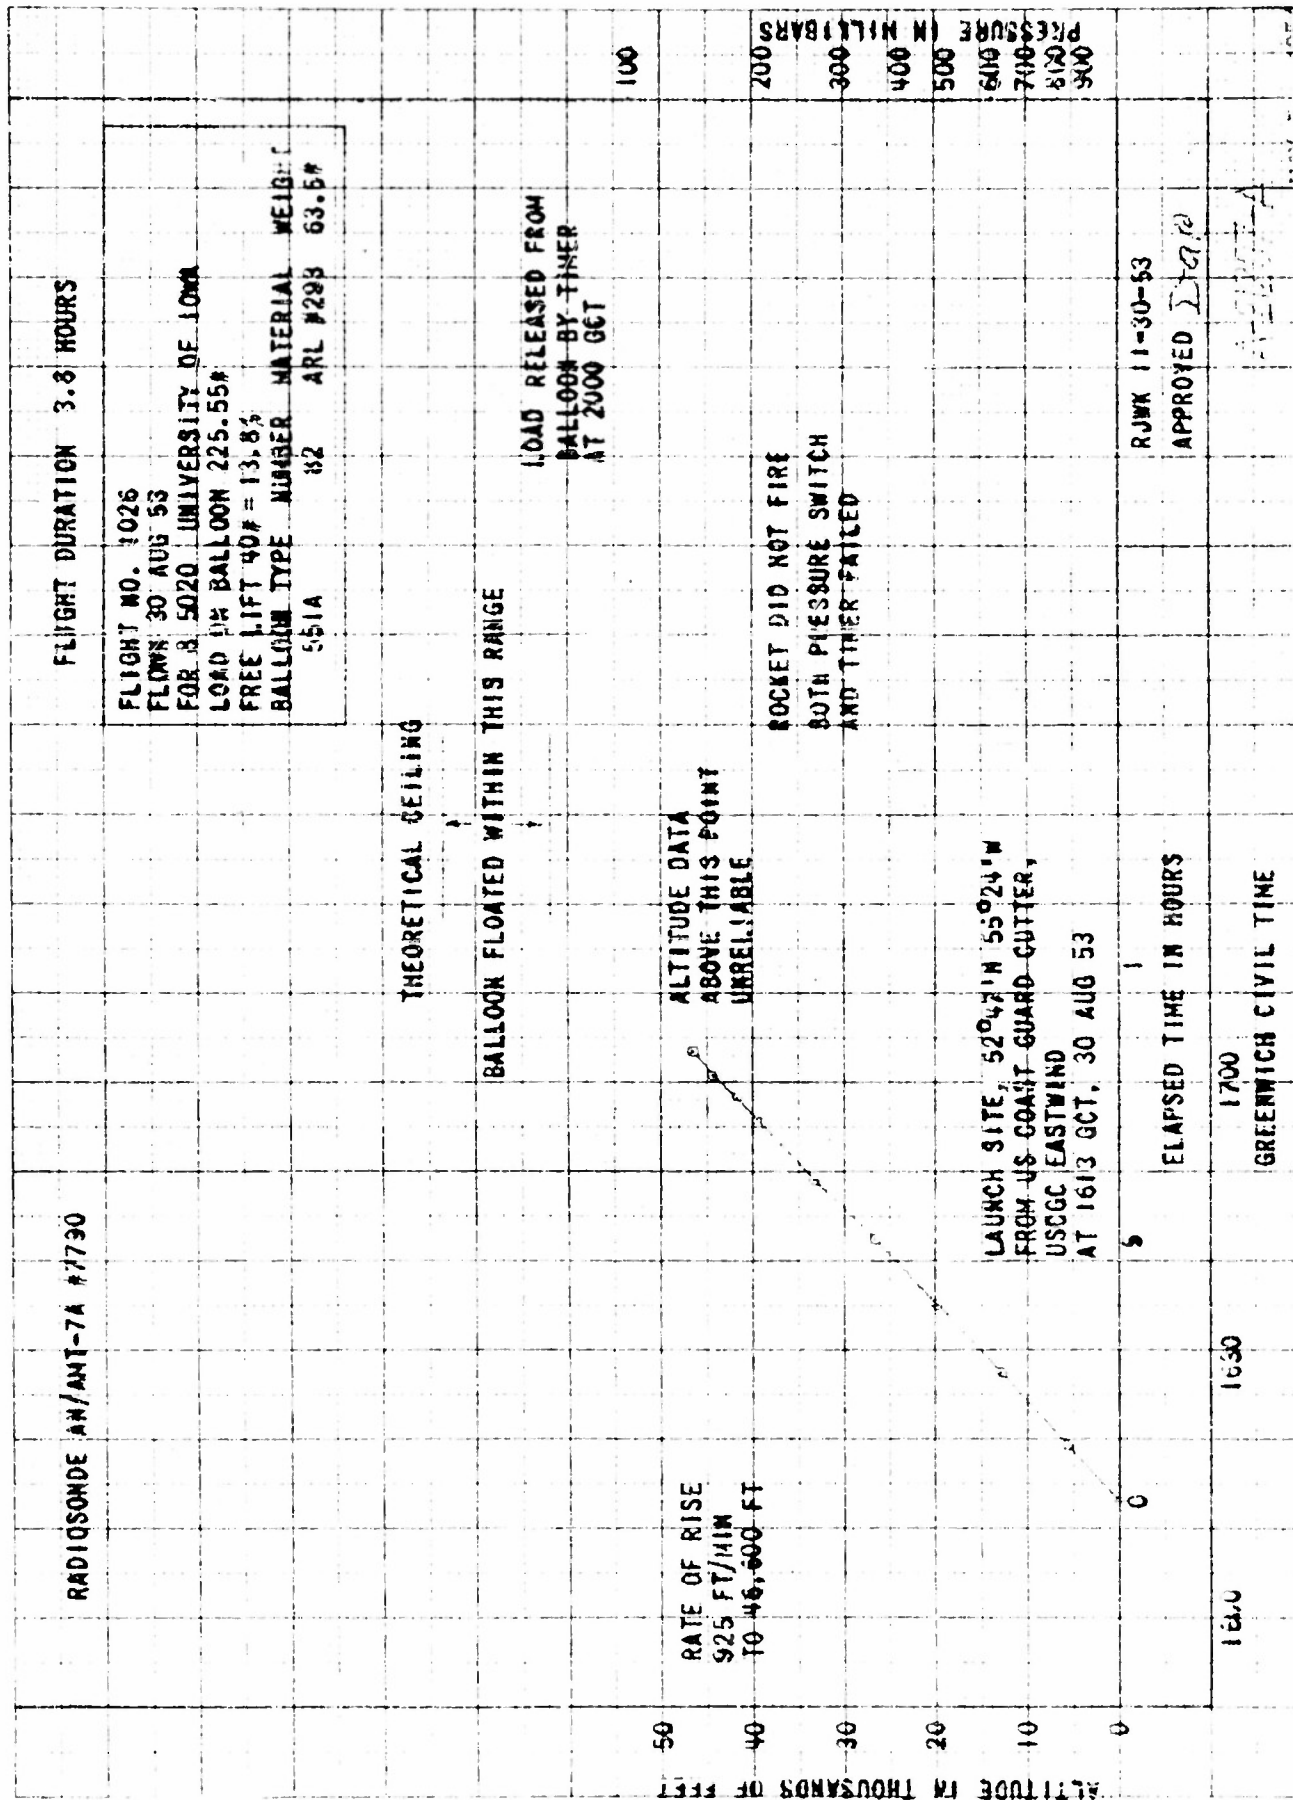 RADIOSONDE AN/AMT-7A #7790
FLIGHT DURATION 3.8 HOURS
FLIGHT NO. 1026
FLOWN 30 AUG 53
FOR B 5020 UNIVERSITY OF IOWA
LOAD ON BALLOON 225.55#
FREE LIFT 40# = 13.8%
BALLOON TYPE NUMBER MATERIAL WEIGHT
551A 182 ARL #293 63.5#
THEORETICAL CEILING
BALLOON FLOATED WITHIN THIS RANGE
LOAD RELEASED FROM
BALLOON BY TIMER
AT 2000 GCT
RATE OF RISE
925 FT/MIN
TO 46,600 FT
ALTITUDE DATA
ABOVE THIS POINT
UNRELIABLE
ROCKET DID NOT FIRE
BOTH PRESSURE SWITCH
AND TIMER FAILED
LAUNCH SITE, 52°42'N 55°24'W
FROM US COAST GUARD CUTTER,
USCGC EASTWIND
AT 1613 GCT, 30 AUG 53
ALTITUDE IN THOUSANDS OF FEET
50
40
30
20
10
0
PRESSURE IN MILLIBARS
100
200
300
400
500
600
700
800
900
0 5 1
ELAPSED TIME IN HOURS
1600 1630 1700
GREENWICH CIVIL TIME
RJWK 11-30-53
APPROVED